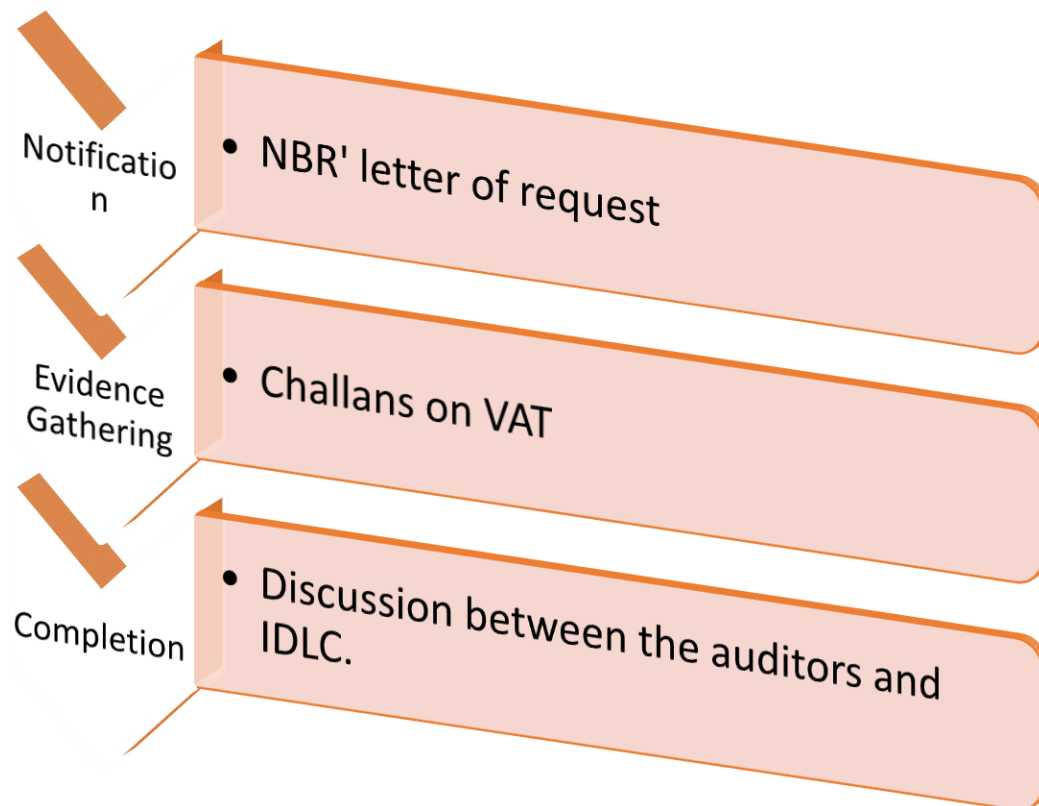 Notificatio
n
• NBR' letter of request
Evidence
Gathering
• Challans on VAT
Completion
• Discussion between the auditors and
IDLC.